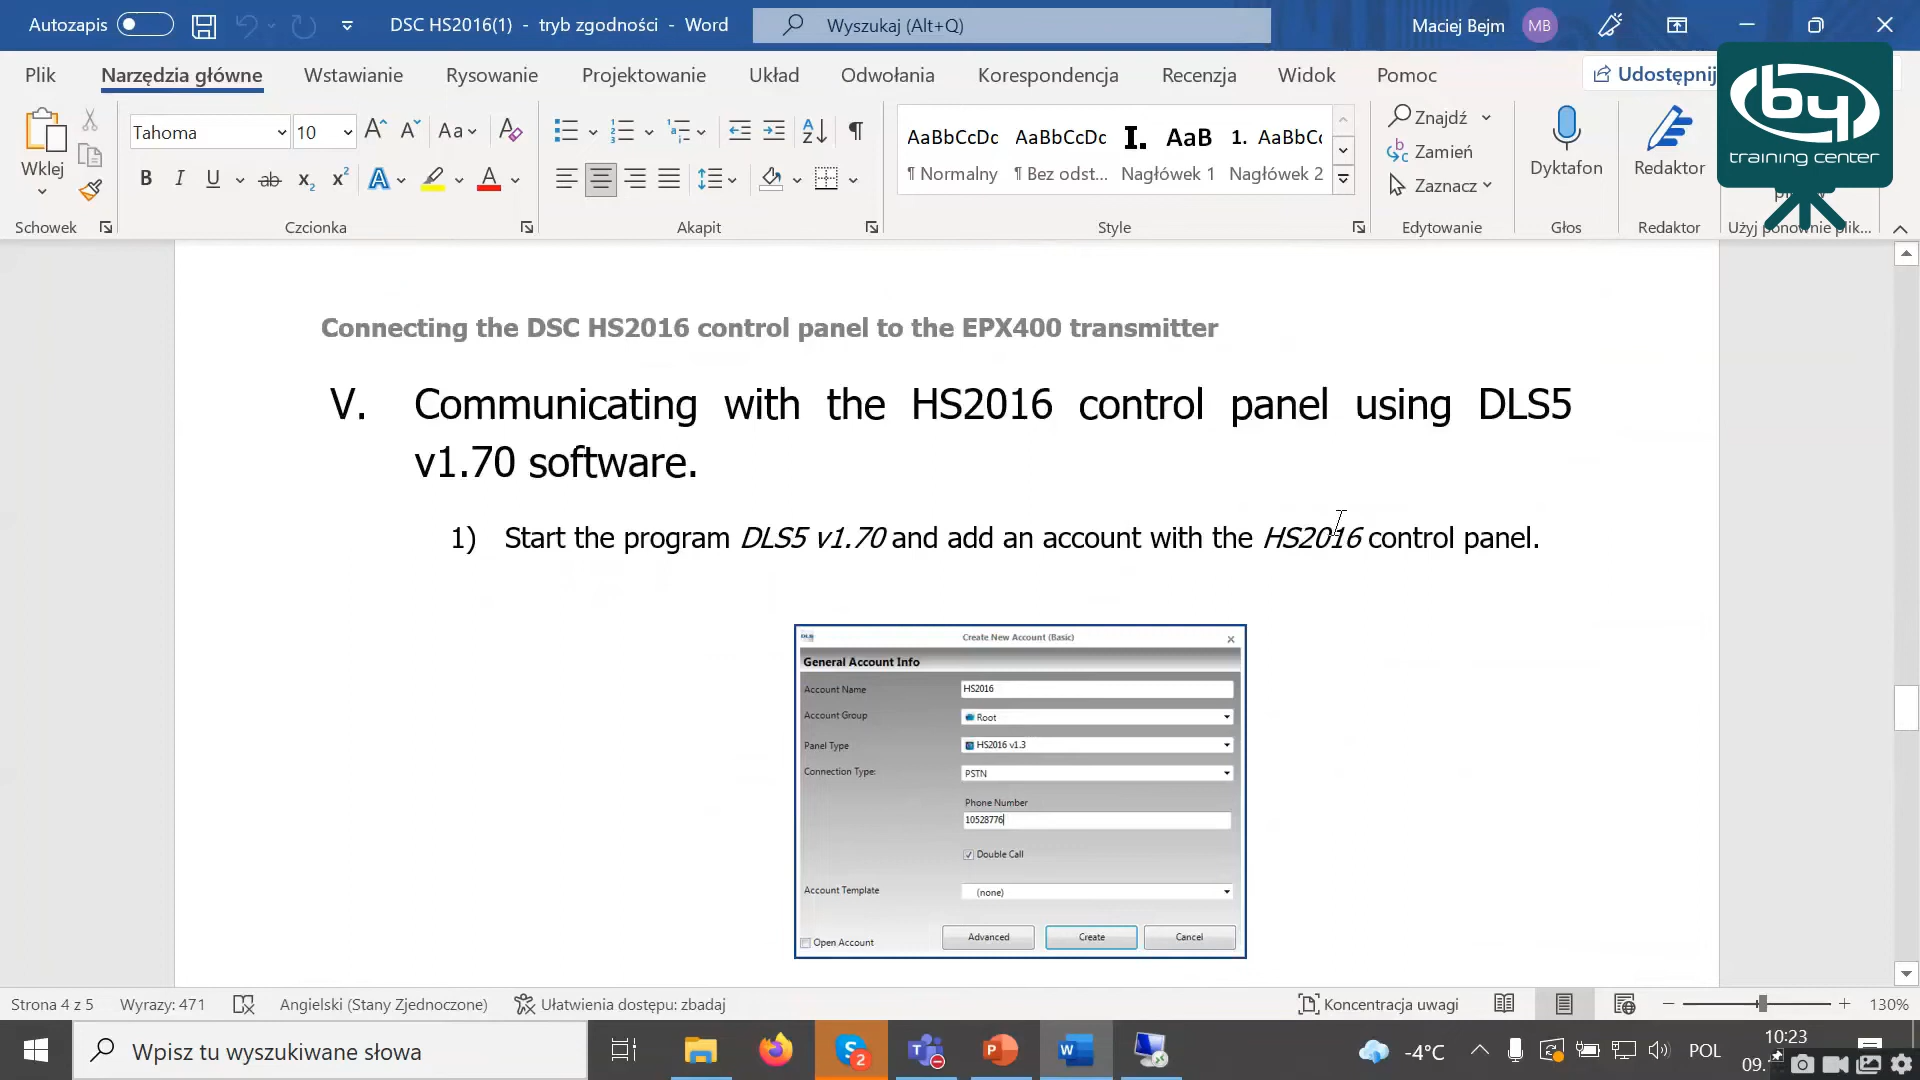 Autozapis
DSC HS2016(1) - tryb zgodności - Word
Wyszukaj (Alt+Q)
Maciej Bejm
MB
Plik
Narzędzia główne
Wstawianie
Rysowanie
Projektowanie
Układ
Odwołania
Korespondencja
Recenzja
Widok
Pomoc
Udostępnij
by
training center
Wklej
Schowek
Tahoma
10
Czcionka
Akapit
AaBbCcDc
AaBbCcDc
I. AaB
1. AaBbCc
¶ Normalny
¶ Bez odst...
Nagłówek 1
Nagłówek 2
Style
Znajdź
Zamień
Zaznacz
Edytowanie
Dyktafon
Głos
Redaktor
Redaktor
Użyj ponownie plik...
Connecting the DSC HS2016 control panel to the EPX400 transmitter
V. Communicating with the HS2016 control panel using DLS5
v1.70 software.
1) Start the program DLS5 v1.70 and add an account with the HS2016 control panel.
DLS
Create New Account (Basic)
General Account Info
Account Name
HS2016
Account Group
Root
Panel Type
HS2016 v1.3
Connection Type:
PSTN
Phone Number
10528776
Double Call
Account Template
(none)
Open Account
Advanced
Create
Cancel
Strona 4 z 5
Wyrazy: 471
Angielski (Stany Zjednoczone)
Ułatwienia dostępu: zbadaj
Koncentracja uwagi
130%
Wpisz tu wyszukiwane słowa
2
-4°C
POL
10:23
09.